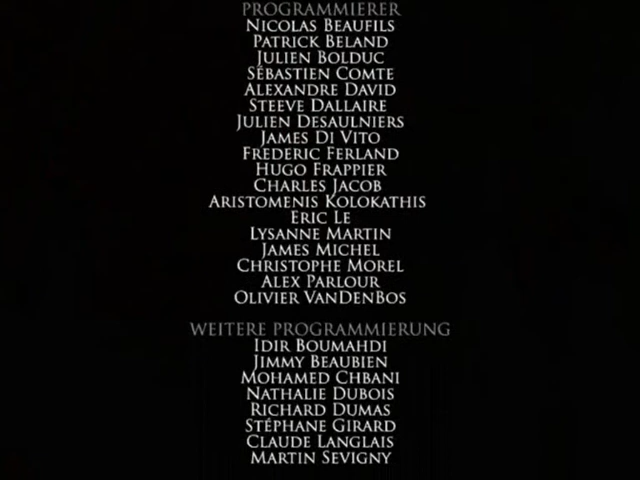 PROGRAMMIERER
NICOLAS BEAUFILS
PATRICK BELAND
JULIEN BOLDUC
SÉBASTIEN COMTE
ALEXANDRE DAVID
STEEVE DALLAIRE
JULIEN DESAULNIERS
JAMES DI VITO
FREDERIC FERLAND
HUGO FRAPPIER
CHARLES JACOB
ARISTOMENIS KOLOKATHIS
ERIC LE
LYSANNE MARTIN
JAMES MICHEL
CHRISTOPHE MOREL
ALEX PARLOUR
OLIVIER VANDENBOS
WEITERE PROGRAMMIERUNG
IDIR BOUMAHDI
JIMMY BEAUBIEN
MOHAMED CHBANI
NATHALIE DUBOIS
RICHARD DUMAS
STÉPHANE GIRARD
CLAUDE LANGLAIS
MARTIN SEVIGNY